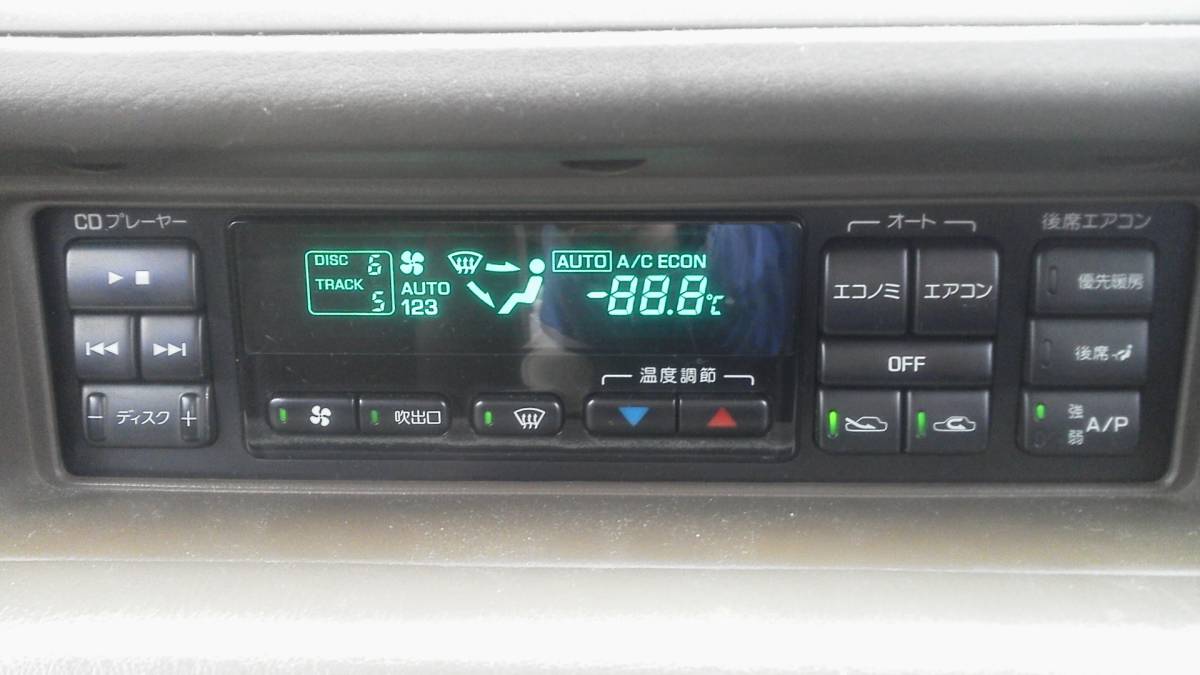 CD プレーヤー
ディスク
DISC 6
TRACK 5
AUTO
123
AUTO A/C ECON
-88.8℃
温度調節
吹出口
オート
エコノミ エアコン
OFF
後席エアコン
優先暖房
後席
強
弱
A/P